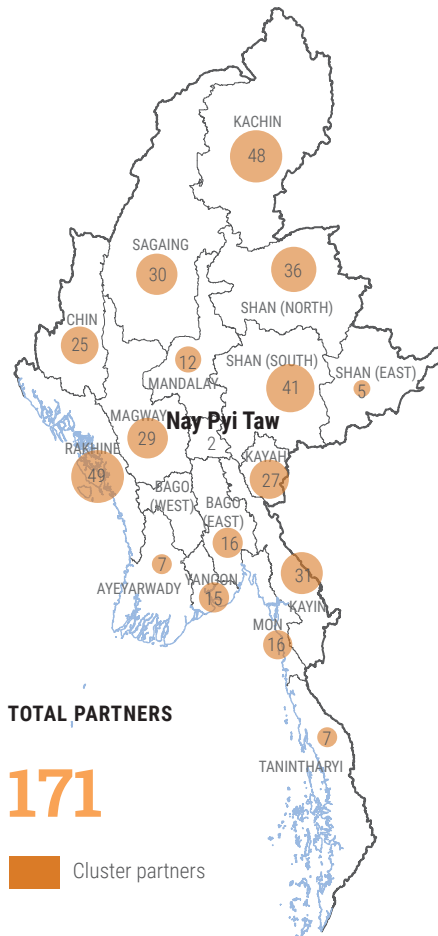 KACHIN
48
SAGAING
30
36
SHAN (NORTH)
CHIN
25
12
MANDALAY
SHAN (SOUTH)
41
SHAN (EAST)
5
MAGWAY
29
Nay Pyi Taw
2
RAKHINE
49
KAYAH
27
BAGO
(WEST)
BAGO
(EAST)
16
7
AYEYARWADY
YANGON
15
31
KAYIN
MON
16
7
TANINTHARYI
TOTAL PARTNERS
171
Cluster partners